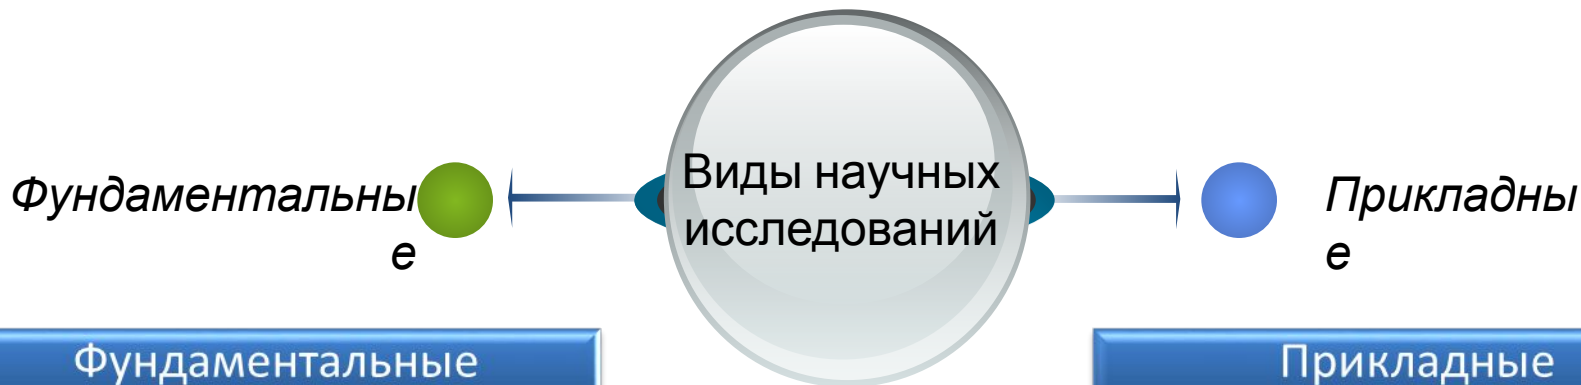 Виды научных
исследований
Фундаментальны
е
Прикладны
е
Фундаментальные
Прикладные